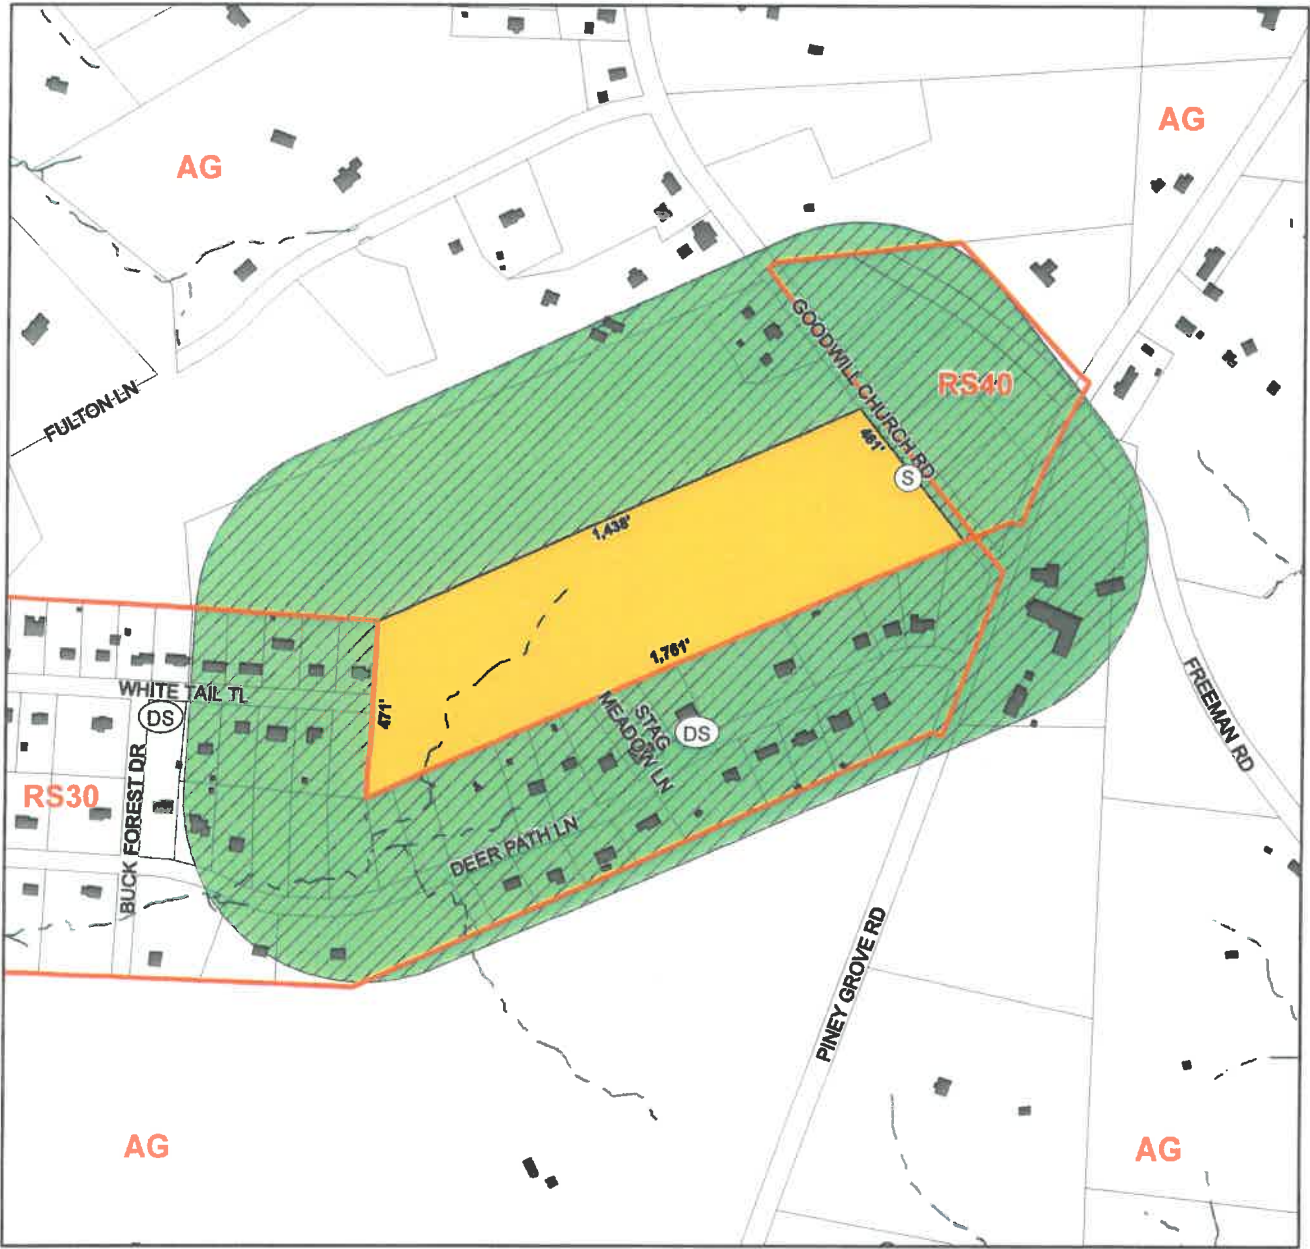 AG
AG
GOODWILL CHURCH RD
RS40
FULTON LN
461'
S
1,438'
1,761'
WHITE TAIL TL
471'
DS
STAG
MEADOW LN
DS
FREEMAN RD
BUCK FOREST DR
RS30
DEER PATH LN
PINEY GROVE RD
AG
AG